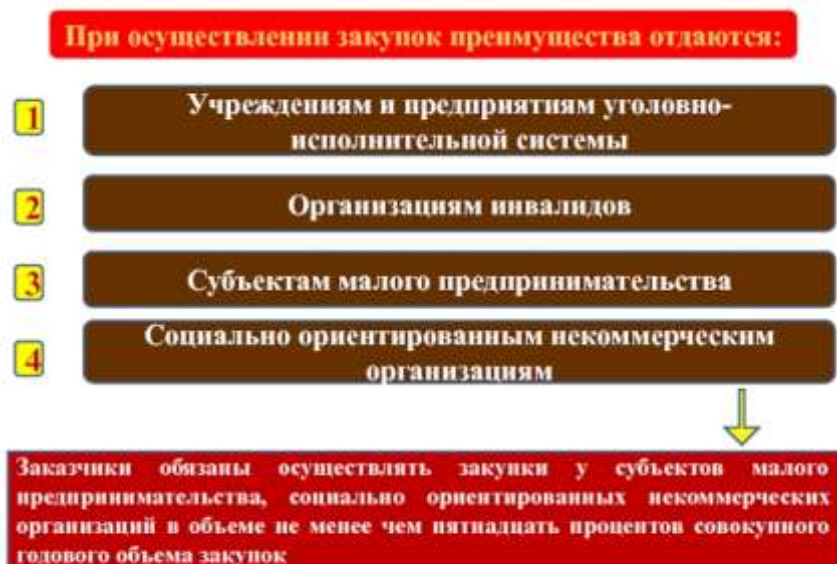 При осуществлении закупок преимущества отдаются:
1
Учреждениям и предприятиям уголовно-
исполнительной системы
2
Организациям инвалидов
3
Субъектам малого предпринимательства
4
Социально ориентированным некоммерческим
организациям
Заказчики обязаны осуществлять закупки у субъектов малого
предпринимательства, социально ориентированных некоммерческих
организаций в объеме не менее чем пятнадцать процентов совокупного
годового объема закупок